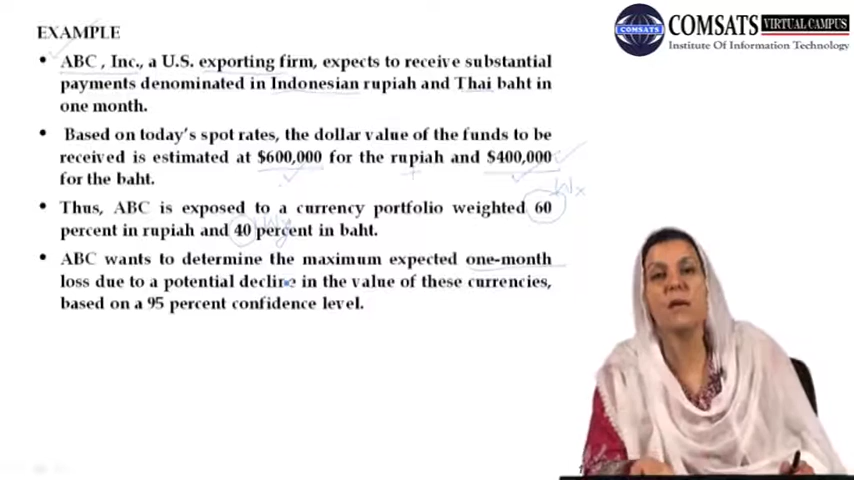 EXAMPLE
COMSATS VIRTUAL CAMPUS
Institute Of Information Technology
• ABC , Inc., a U.S. exporting firm, expects to receive substantial
payments denominated in Indonesian rupiah and Thai baht in
one month.
• Based on today's spot rates, the dollar value of the funds to be
received is estimated at $600,000 for the rupiah and $400,000
for the baht.
Wx
• Thus, ABC is exposed to a currency portfolio weighted 60
percent in rupiah and 40 percent in baht.
Wy
• ABC wants to determine the maximum expected one-month
loss due to a potential decline in the value of these currencies,
based on a 95 percent confidence level.